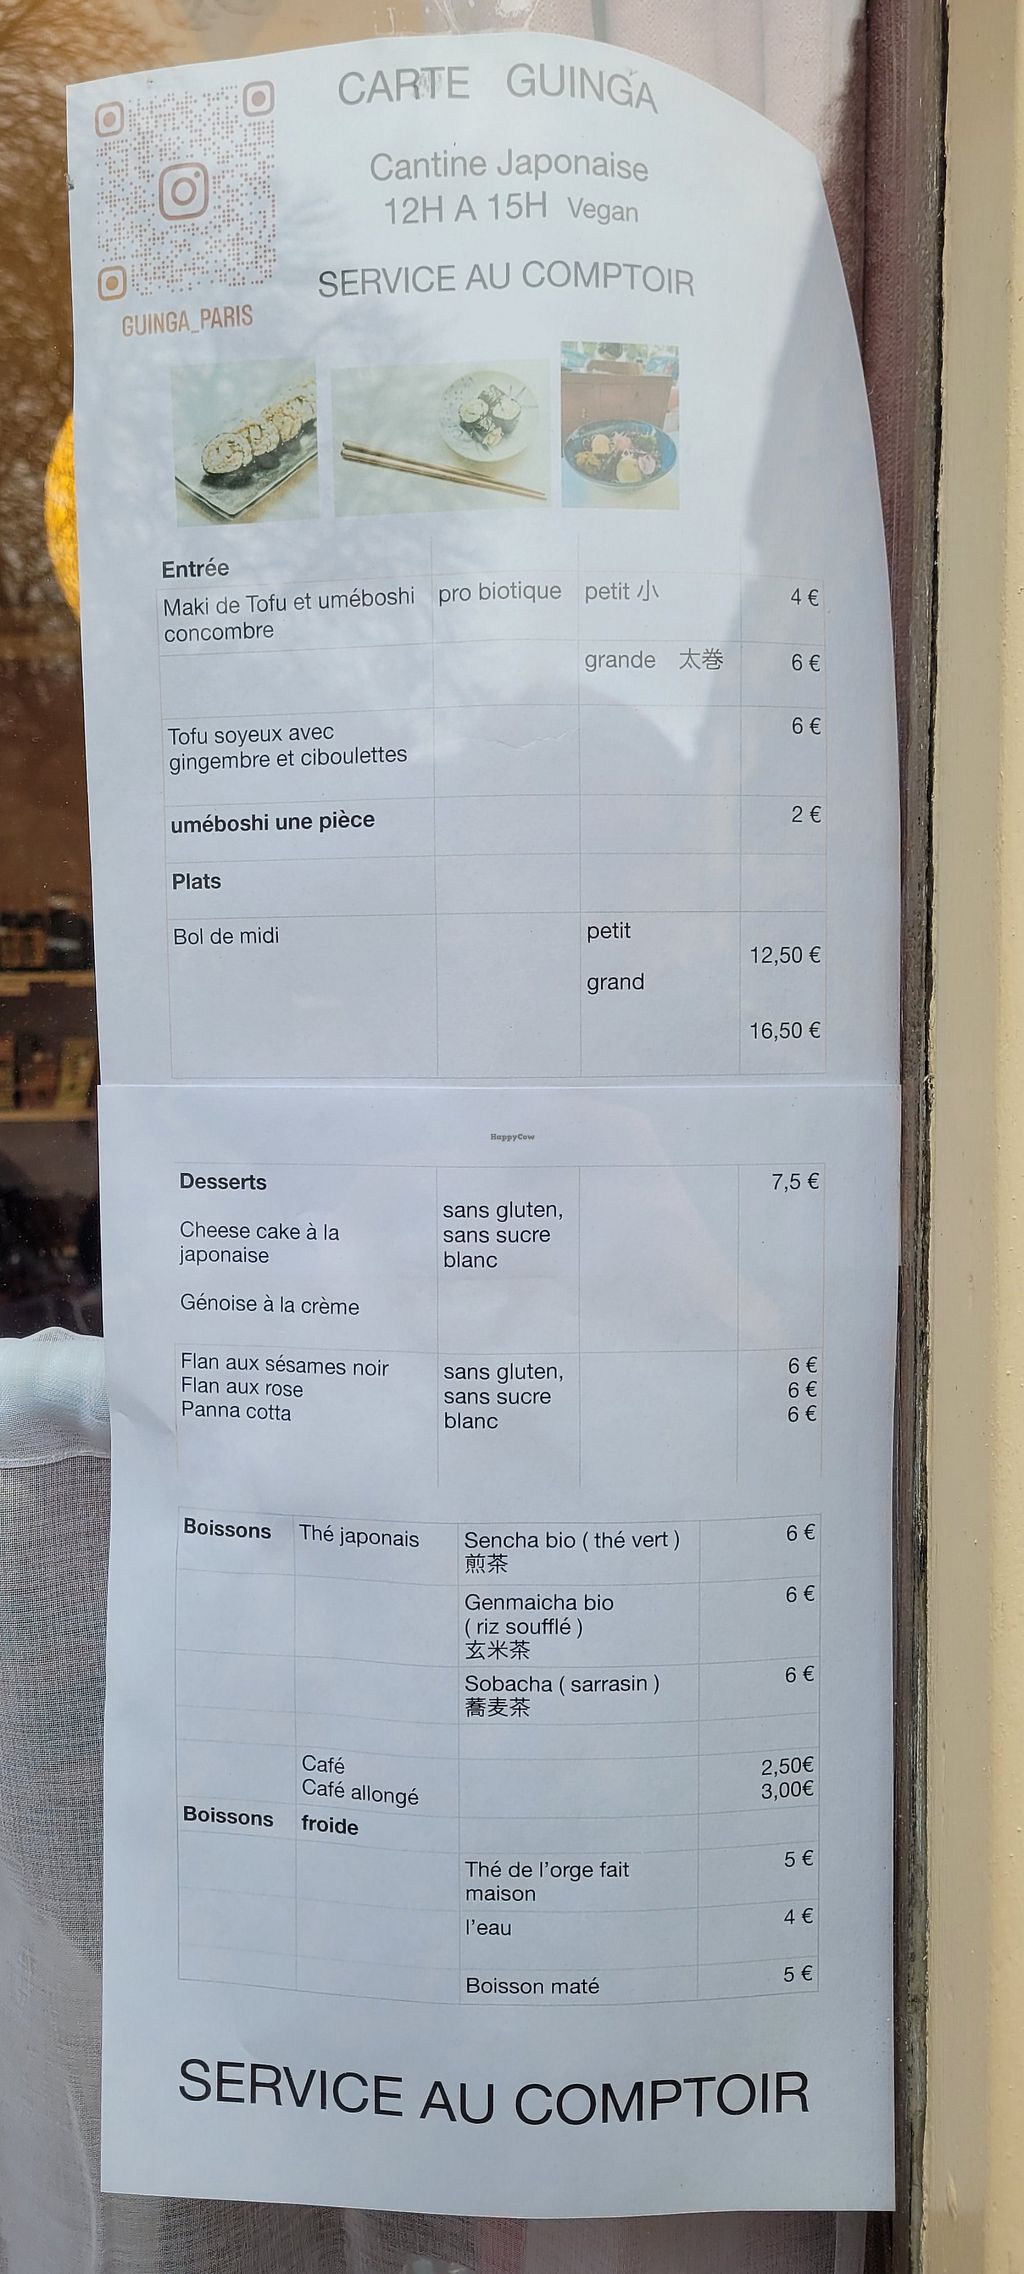 CARTE GUINGA
Cantine Japonaise
12H A 15H Vegan
SERVICE AU COMPTOIR
GUINGA_PARIS
Entrée
Maki de Tofu et uméboshi concombre pro biotique petit 小 4 €
grande 太巻 6 €
Tofu soyeux avec
gingembre et ciboulettes 6 €
uméboshi une pièce 2 €
Plats
Bol de midi petit
12,50 €
grand
16,50 €
HappyCow
Desserts 7,5 €
Cheese cake à la
japonaise
sans gluten,
sans sucre
blanc
Génoise à la crème
Flan aux sésames noir 6 €
Flan aux rose 6 €
Panna cotta 6 €
sans gluten,
sans sucre
blanc
Boissons Thé japonais Sencha bio ( thé vert ) 6 €
煎茶
Genmaicha bio 6 €
( riz soufflé )
玄米茶
Sobacha ( sarrasin ) 6 €
蕎麦茶
Café 2,50€
Café allongé 3,00€
Boissons froide
Thé de l'orge fait 5 €
maison
l'eau 4 €
Boisson maté 5 €
SERVICE AU COMPTOIR